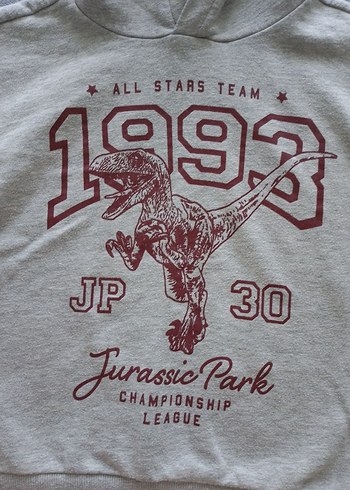 ALL STARS TEAM
1993
JP 30
Jurassic Park
CHAMPIONSHIP
LEAGUE